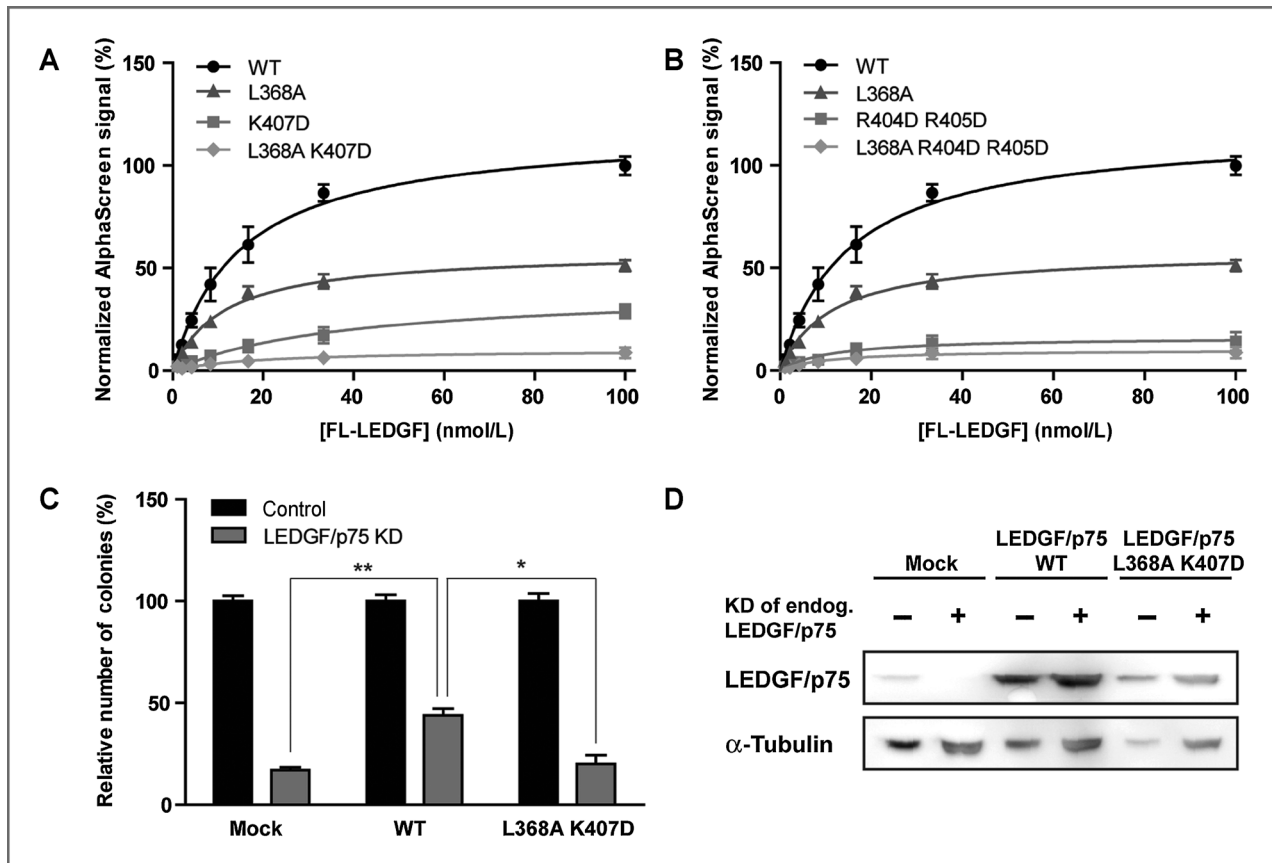 A
Normalized AlphaScreen signal (%)
150
100
50
0
WT
L368A
K407D
L368A K407D
0 20 40 60 80 100
[FL-LEDGF] (nmol/L)
B
Normalized AlphaScreen signal (%)
150
100
50
0
WT
L368A
R404D R405D
L368A R404D R405D
0 20 40 60 80 100
[FL-LEDGF] (nmol/L)
C
Relative number of colonies (%)
150
100
50
0
Control
LEDGF/p75 KD
**
*
Mock WT L368A K407D
D
Mock
LEDGF/p75
WT
LEDGF/p75
L368A K407D
KD of endog.
LEDGF/p75
– + – + – +
LEDGF/p75
α-Tubulin